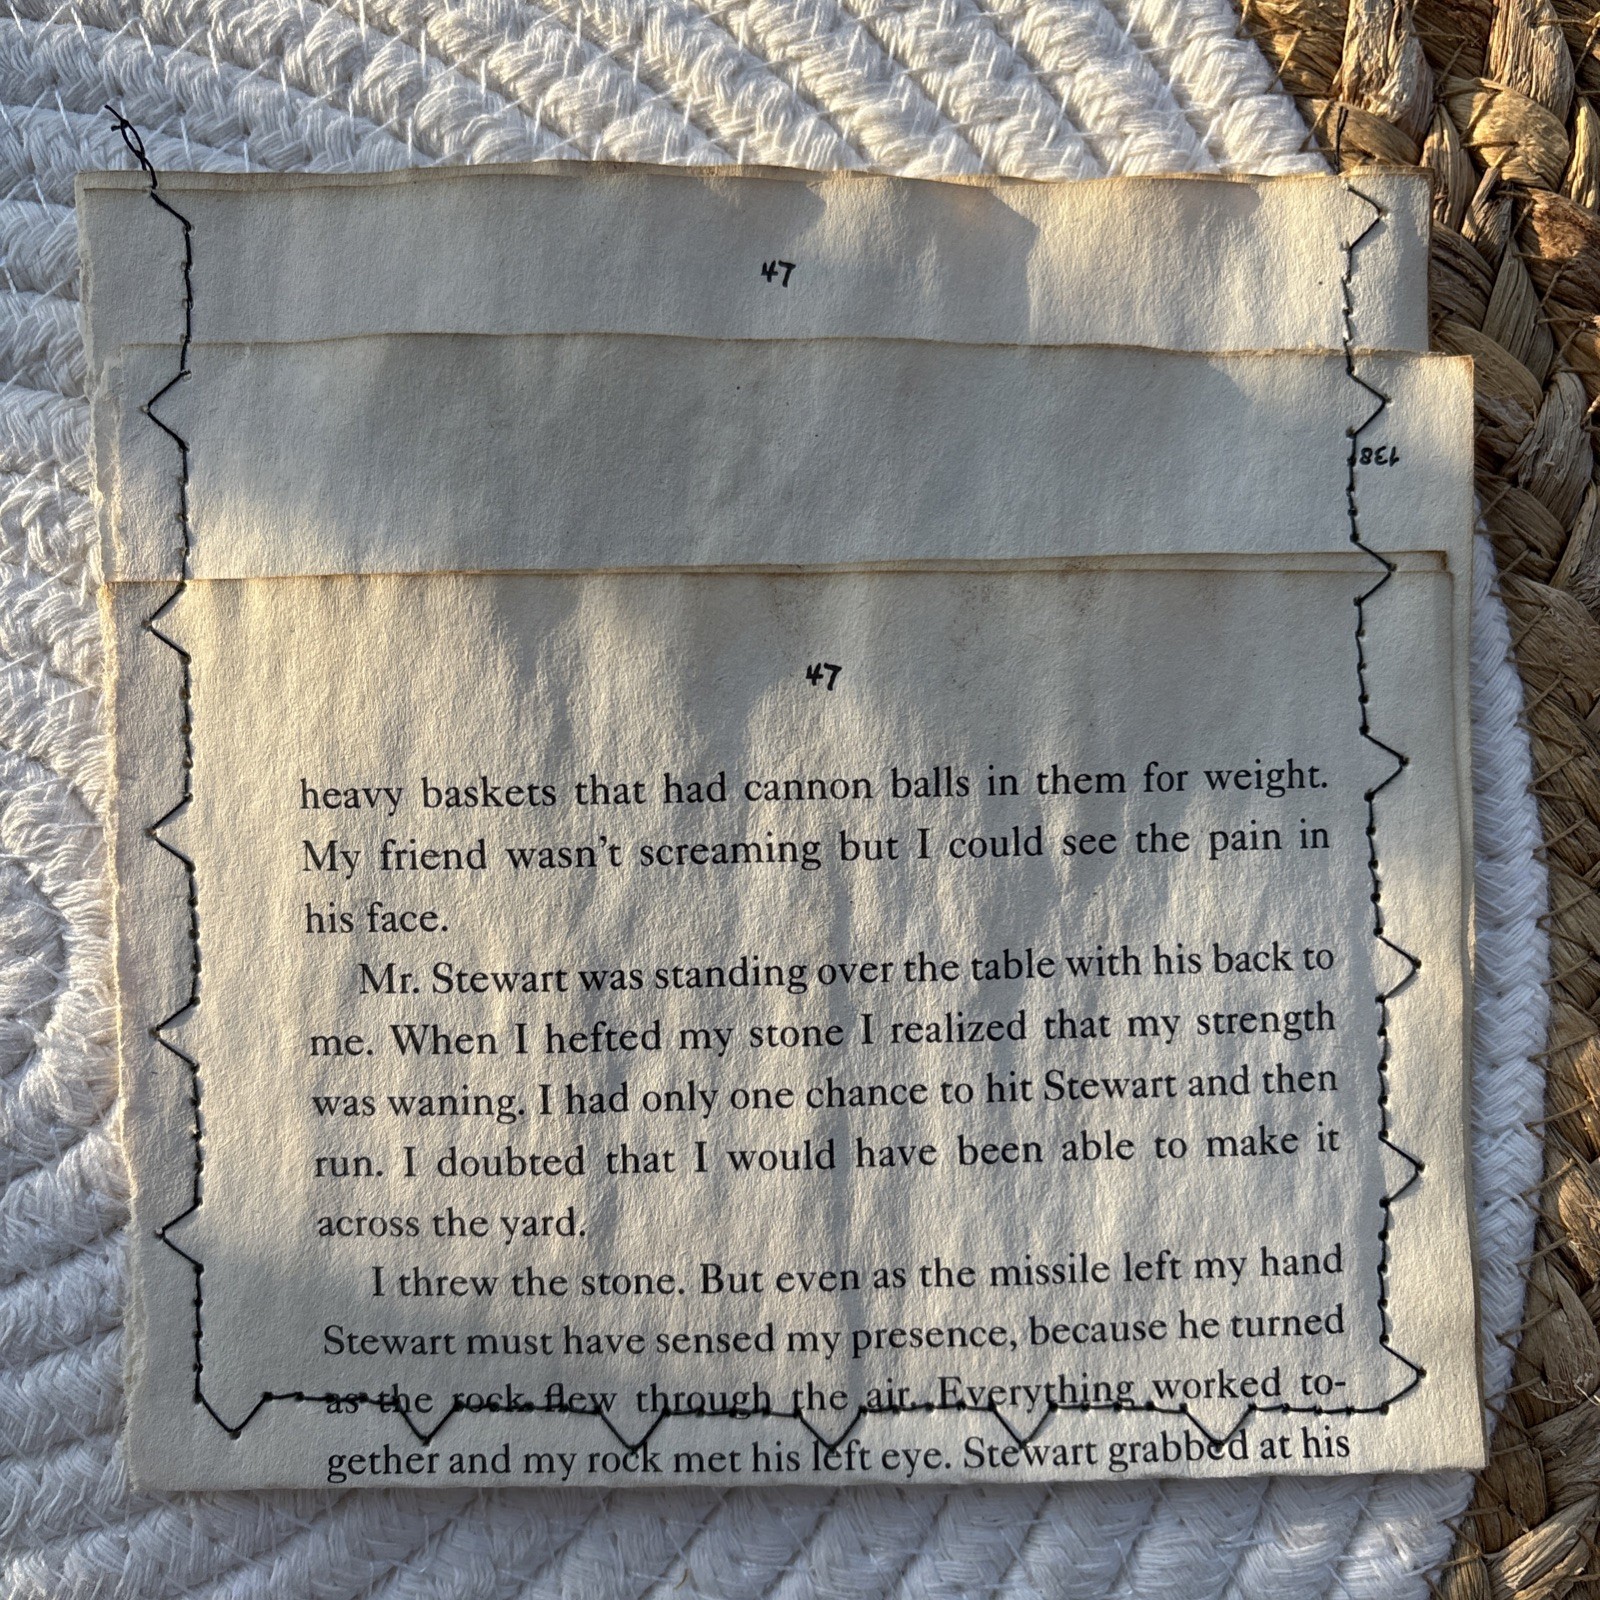 47
138
47
heavy baskets that had cannon balls in them for weight.
My friend wasn't screaming but I could see the pain in
his face.
Mr. Stewart was standing over the table with his back to
me. When I hefted my stone I realized that my strength
was waning. I had only one chance to hit Stewart and then
run. I doubted that I would have been able to make it
across the yard.
I threw the stone. But even as the missile left my hand
Stewart must have sensed my presence, because he turned
as the rock flew through the air. Everything worked to-
gether and my rock met his left eye. Stewart grabbed at his